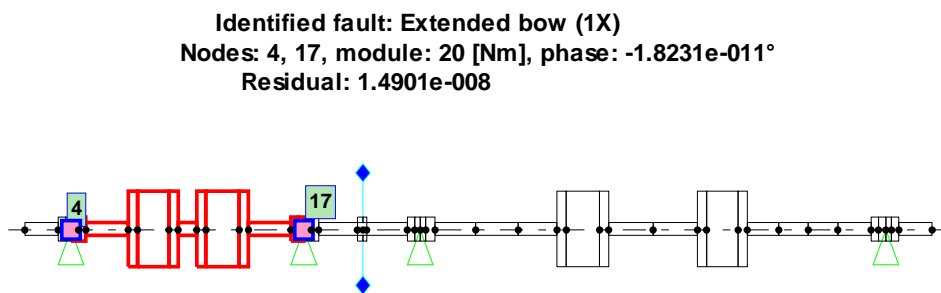 Identified fault: Extended bow (1X)
Nodes: 4, 17, module: 20 [Nm], phase: -1.8231e-011°
Residual: 1.4901e-008
4
17